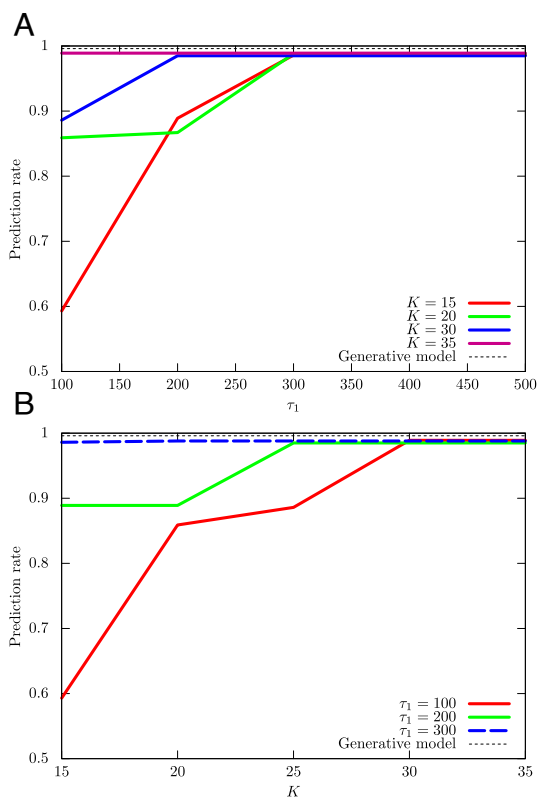 A
1
0.9
0.8
0.7
0.6
0.5
Prediction rate
K = 15
K = 20
K = 30
K = 35
Generative model
100 150 200 250 300 350 400 450 500
τ₁
B
1
0.9
0.8
0.7
0.6
0.5
Prediction rate
τ₁ = 100
τ₁ = 200
τ₁ = 300
Generative model
15 20 25 30 35
K